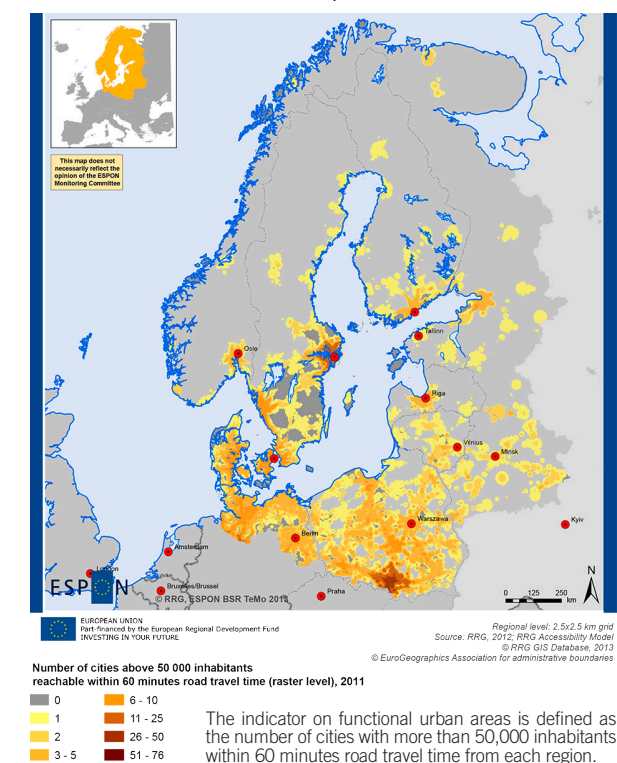 This map does not
necessarily reflect the
opinion of the ESPON
Monitoring Committee
Oslo
Tallinn
Riga
Vilnius
Minsk
Warszawa
Berlin
Kyiv
Amsterdam
London
Bruxelles/Brussel
Praha
ESPON
© RRG, ESPON BSR TeMo 2013
N
0 125 250
km
EUROPEAN UNION
Part-financed by the European Regional Development Fund
INVESTING IN YOUR FUTURE
Regional level: 2.5x2.5 km grid
Source: RRG, 2012; RRG Accessibility Model
© RRG GIS Database, 2013
© EuroGeographics Association for administrative boundaries
Number of cities above 50 000 inhabitants
reachable within 60 minutes road travel time (raster level), 2011
0
1
2
3 - 5
6 - 10
11 - 25
26 - 50
51 - 76
The indicator on functional urban areas is defined as
the number of cities with more than 50,000 inhabitants
within 60 minutes road travel time from each region.